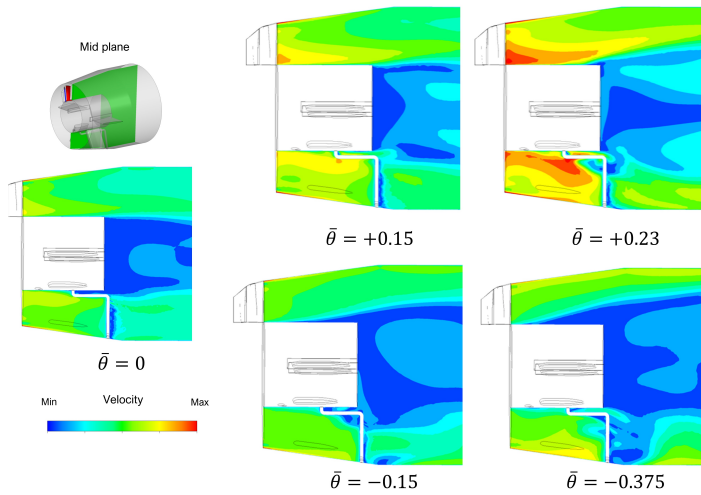 Mid plane
θ̄ = +0.15
θ̄ = +0.23
θ̄ = 0
Min Velocity Max
θ̄ = −0.15
θ̄ = −0.375